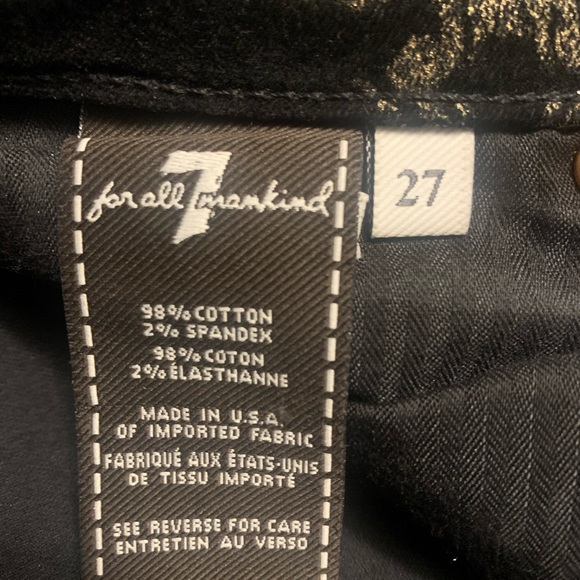 for all 7 mankind
27
98% COTTON
2% SPANDEX
98% COTON
2% ÉLASTHANNE
MADE IN U.S.A.
OF IMPORTED FABRIC
FABRIQUÉ AUX ÉTATS-UNIS
DE TISSU IMPORTÉ
SEE REVERSE FOR CARE
ENTRETIEN AU VERSO